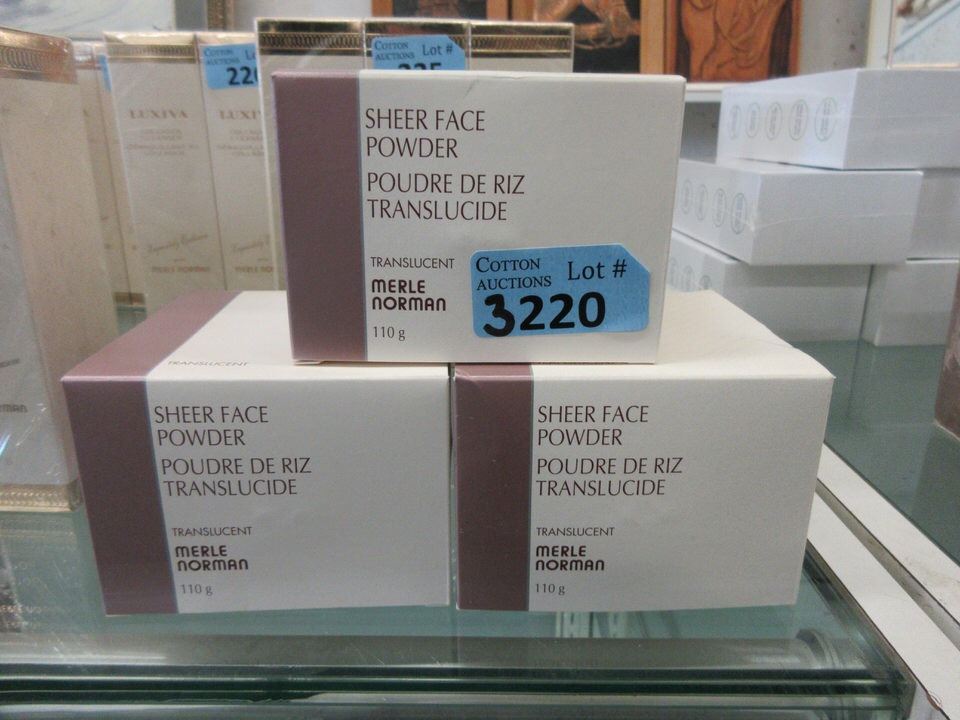 COTTON
AUCTIONS
Lot #
LUXIVA
MERLE NORMAN
SHEER FACE
POWDER
POUDRE DE RIZ
TRANSLUCIDE
TRANSLUCENT
MERLE
NORMAN
110 g
COTTON
AUCTIONS
Lot #
3220
TRANSLUCENT
SHEER FACE
POWDER
POUDRE DE RIZ
TRANSLUCIDE
TRANSLUCENT
MERLE
NORMAN
110 g
SHEER FACE
POWDER
POUDRE DE RIZ
TRANSLUCIDE
TRANSLUCENT
MERLE
NORMAN
110 g